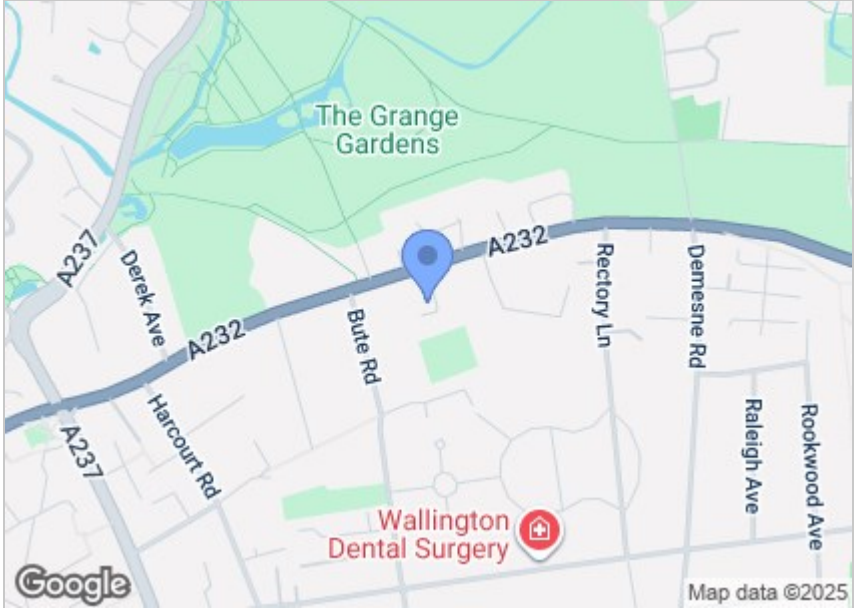 The Grange
Gardens
A237
Derek Ave
A232
A232
Rectory Ln
Demesne Rd
Bute Rd
Harcourt Rd
A237
Raleigh Ave
Rookwood Ave
Wallington
Dental Surgery
Google
Map data ©2025